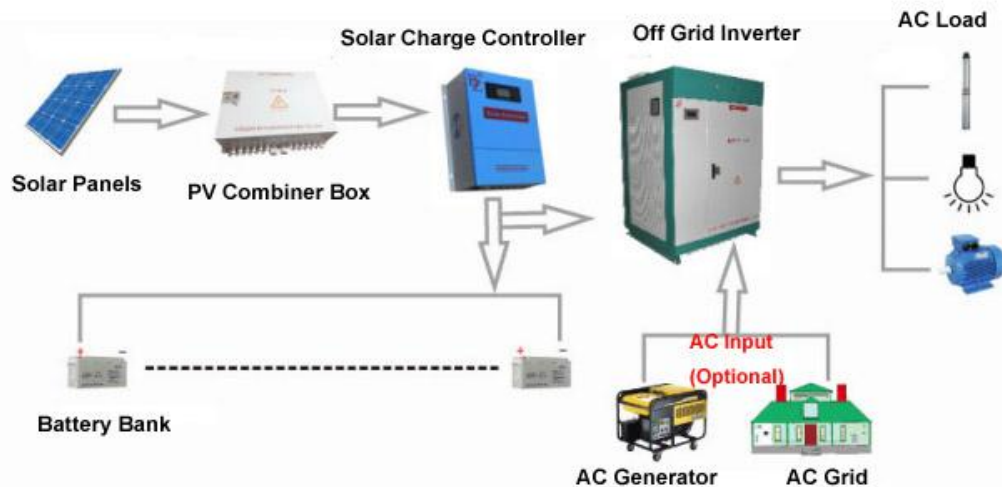 AC Load
Solar Charge Controller
Off Grid Inverter
Solar Panels
PV Combiner Box
+ − + −
AC Input
(Optional)
Battery Bank
AC Generator
AC Grid